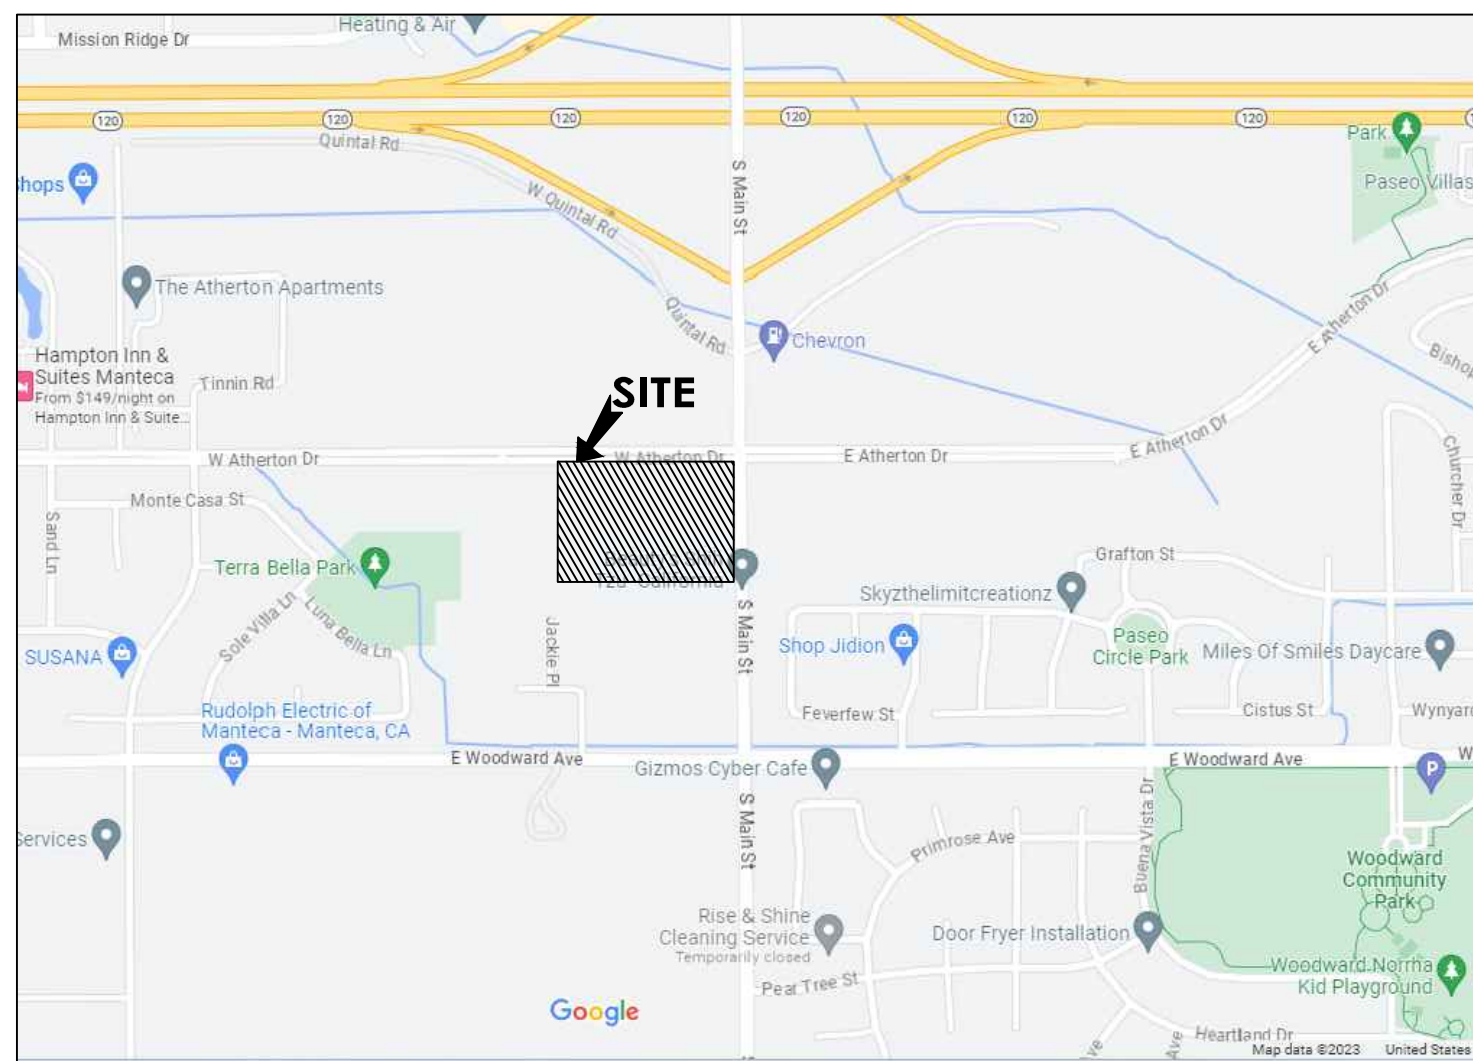 Heating & Air
Mission Ridge Dr
120
120
120
120
120
120
Quintal Rd
Park
Paseo Villas
Shops
W Quintal Rd
S Main St
The Atherton Apartments
E Atherton Dr
Quintal Rd
Chevron
Hampton Inn &
Suites Manteca
From $149/night on
Hampton Inn & Suite...
Tinnin Rd
Bishop
SITE
W Atherton Dr
W Atherton Dr
E Atherton Dr
E Atherton Dr
Churcher Dr
Monte Casa St
Sand Ln
Terra Bella Park
Grafton St
Skyzthelimitcreationz
Sole Villa Ln
Luna Bella Ln
Jackie Pl
S Main St
SUSANA
Shop Jidion
Paseo
Circle Park
Miles Of Smiles Daycare
Rudolph Electric of
Manteca - Manteca, CA
Feverfew St
Cistus St
Wynyard
E Woodward Ave
Gizmos Cyber Cafe
E Woodward Ave
W
P
S Main St
Buena Vista Dr
Services
Primrose Ave
Woodward
Community
Park
Rise & Shine
Cleaning Service
Temporarily closed
Door Fryer Installation
Pear Tree St
Woodward Norrha
Kid Playground
Google
Ave
Ave
Heartland Dr
Map data ©2023
United States